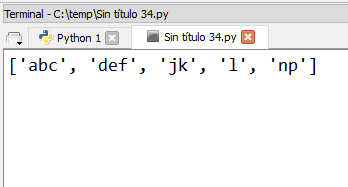 Terminal - C:\temp\Sin título 34.py
Python 1
Sin título 34.py
['abc', 'def', 'jk', 'l', 'np']